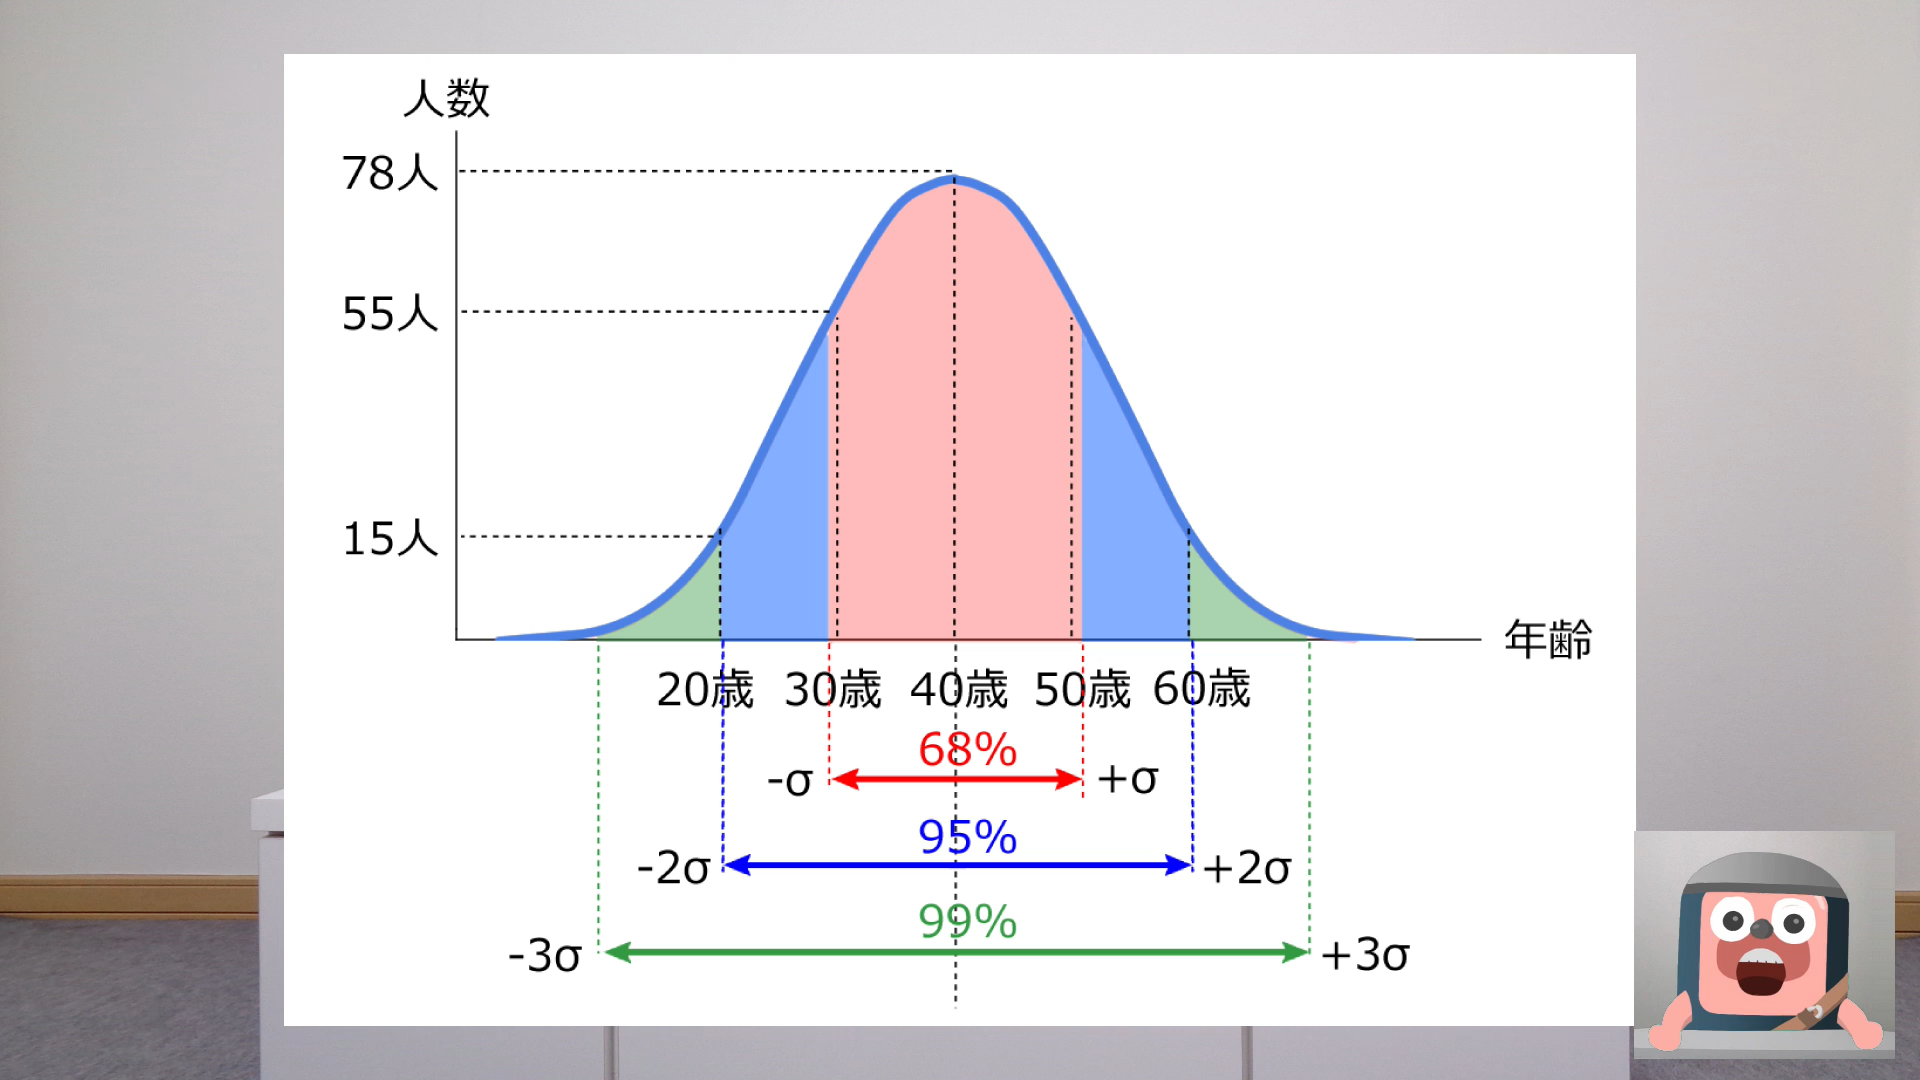 人数
78人
55人
15人
年齢
20歳 30歳 40歳 50歳 60歳
68%
-σ +σ
95%
-2σ +2σ
99%
-3σ +3σ